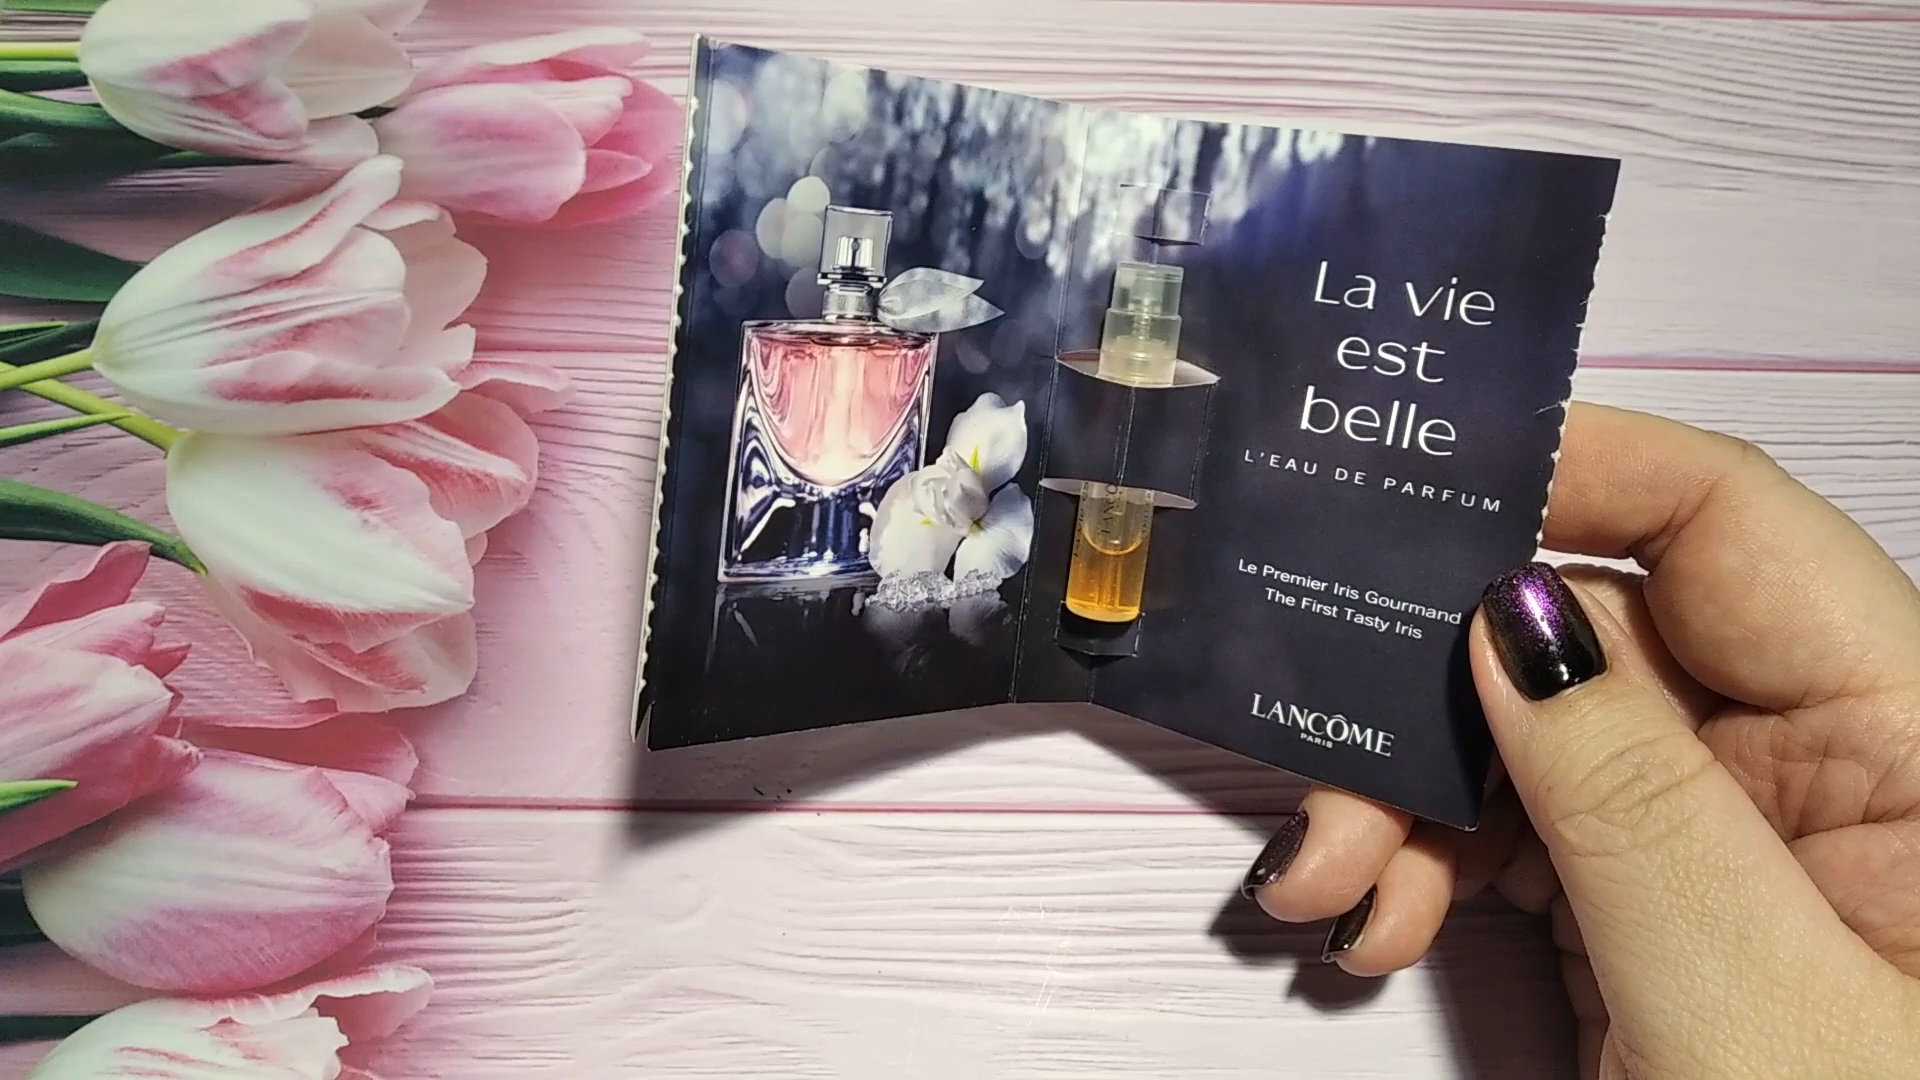 La vie
est
belle
L'EAU DE PARFUM
Le Premier Iris Gourmand
The First Tasty Iris
LANCÔME
PARIS